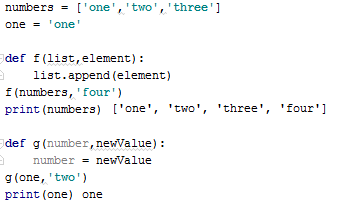 numbers = ['one','two','three']
one = 'one'
def f(list,element):
    list.append(element)
f(numbers,'four')
print(numbers) ['one', 'two', 'three', 'four']
def g(number,newValue):
    number = newValue
g(one,'two')
print(one) one